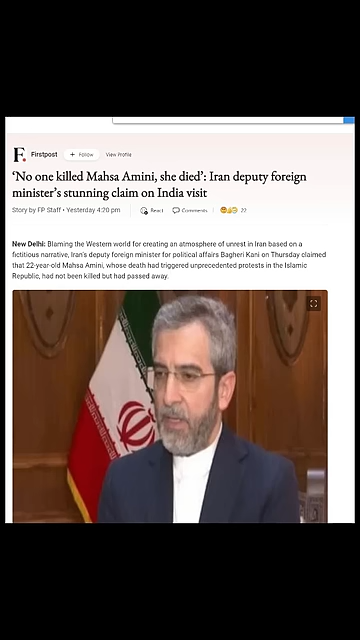 F.
Firstpost
+ Follow
View Profile
‘No one killed Mahsa Amini, she died’: Iran deputy foreign
minister’s stunning claim on India visit
Story by FP Staff • Yesterday 4:20 pm
React
Comments
22
New Delhi: Blaming the Western world for creating an atmosphere of unrest in Iran based on a
fictitious narrative, Iran's deputy foreign minister for political affairs Bagheri Kani on Thursday claimed
that 22-year-old Mahsa Amini, whose death had triggered unprecedented protests in the Islamic
Republic, had not been killed but had passed away.